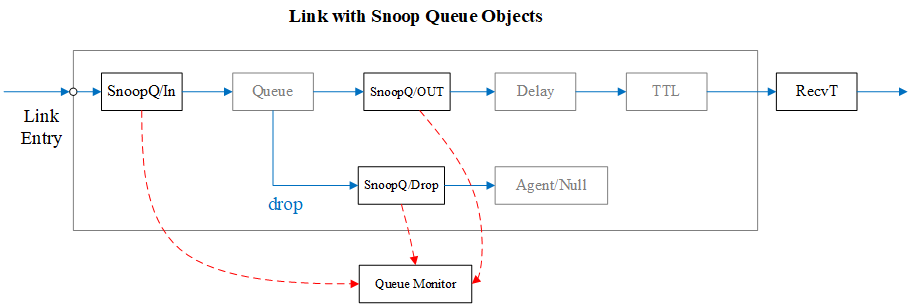 Link with Snoop Queue Objects
SnoopQ/In
Queue
SnoopQ/OUT
Delay
TTL
RecvT
Link
Entry
drop
SnoopQ/Drop
Agent/Null
Queue Monitor